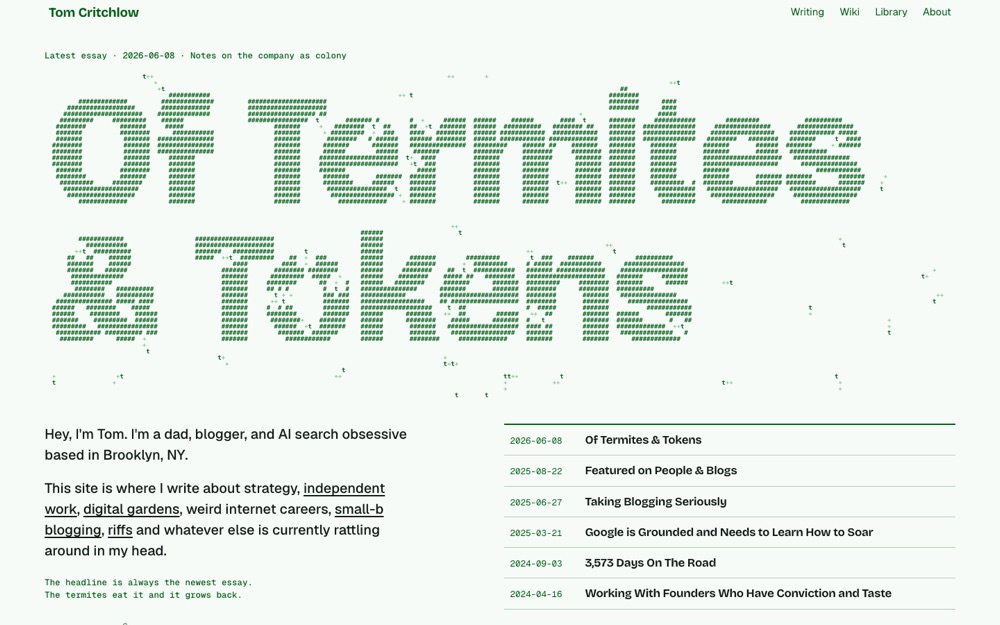 Tom Critchlow
Writing Wiki Library About
Latest essay · 2026-06-08 · Notes on the company as colony
Of Termites
& Tokens
Hey, I'm Tom. I'm a dad, blogger, and AI search obsessive
based in Brooklyn, NY.
This site is where I write about strategy, independent
work, digital gardens, weird internet careers, small-b
blogging, riffs and whatever else is currently rattling
around in my head.
The headline is always the newest essay.
The termites eat it and it grows back.
2026-06-08 Of Termites & Tokens
2025-08-22 Featured on People & Blogs
2025-06-27 Taking Blogging Seriously
2025-03-21 Google is Grounded and Needs to Learn How to Soar
2024-09-03 3,573 Days On The Road
2024-04-16 Working With Founders Who Have Conviction and Taste